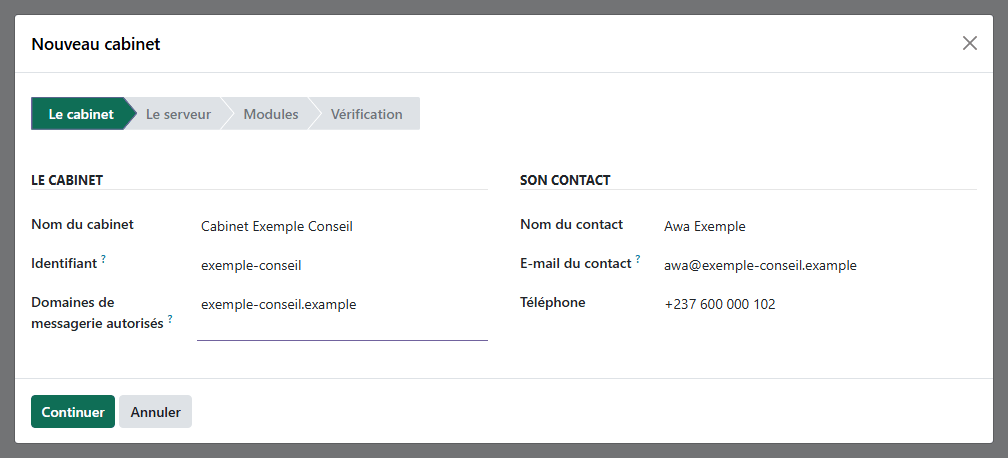 Nouveau cabinet
Le cabinet
Le serveur
Modules
Vérification
LE CABINET
Nom du cabinet
Cabinet Exemple Conseil
Identifiant ?
exemple-conseil
Domaines de
messagerie autorisés ?
exemple-conseil.example
SON CONTACT
Nom du contact
Awa Exemple
E-mail du contact ?
awa@exemple-conseil.example
Téléphone
+237 600 000 102
Continuer
Annuler